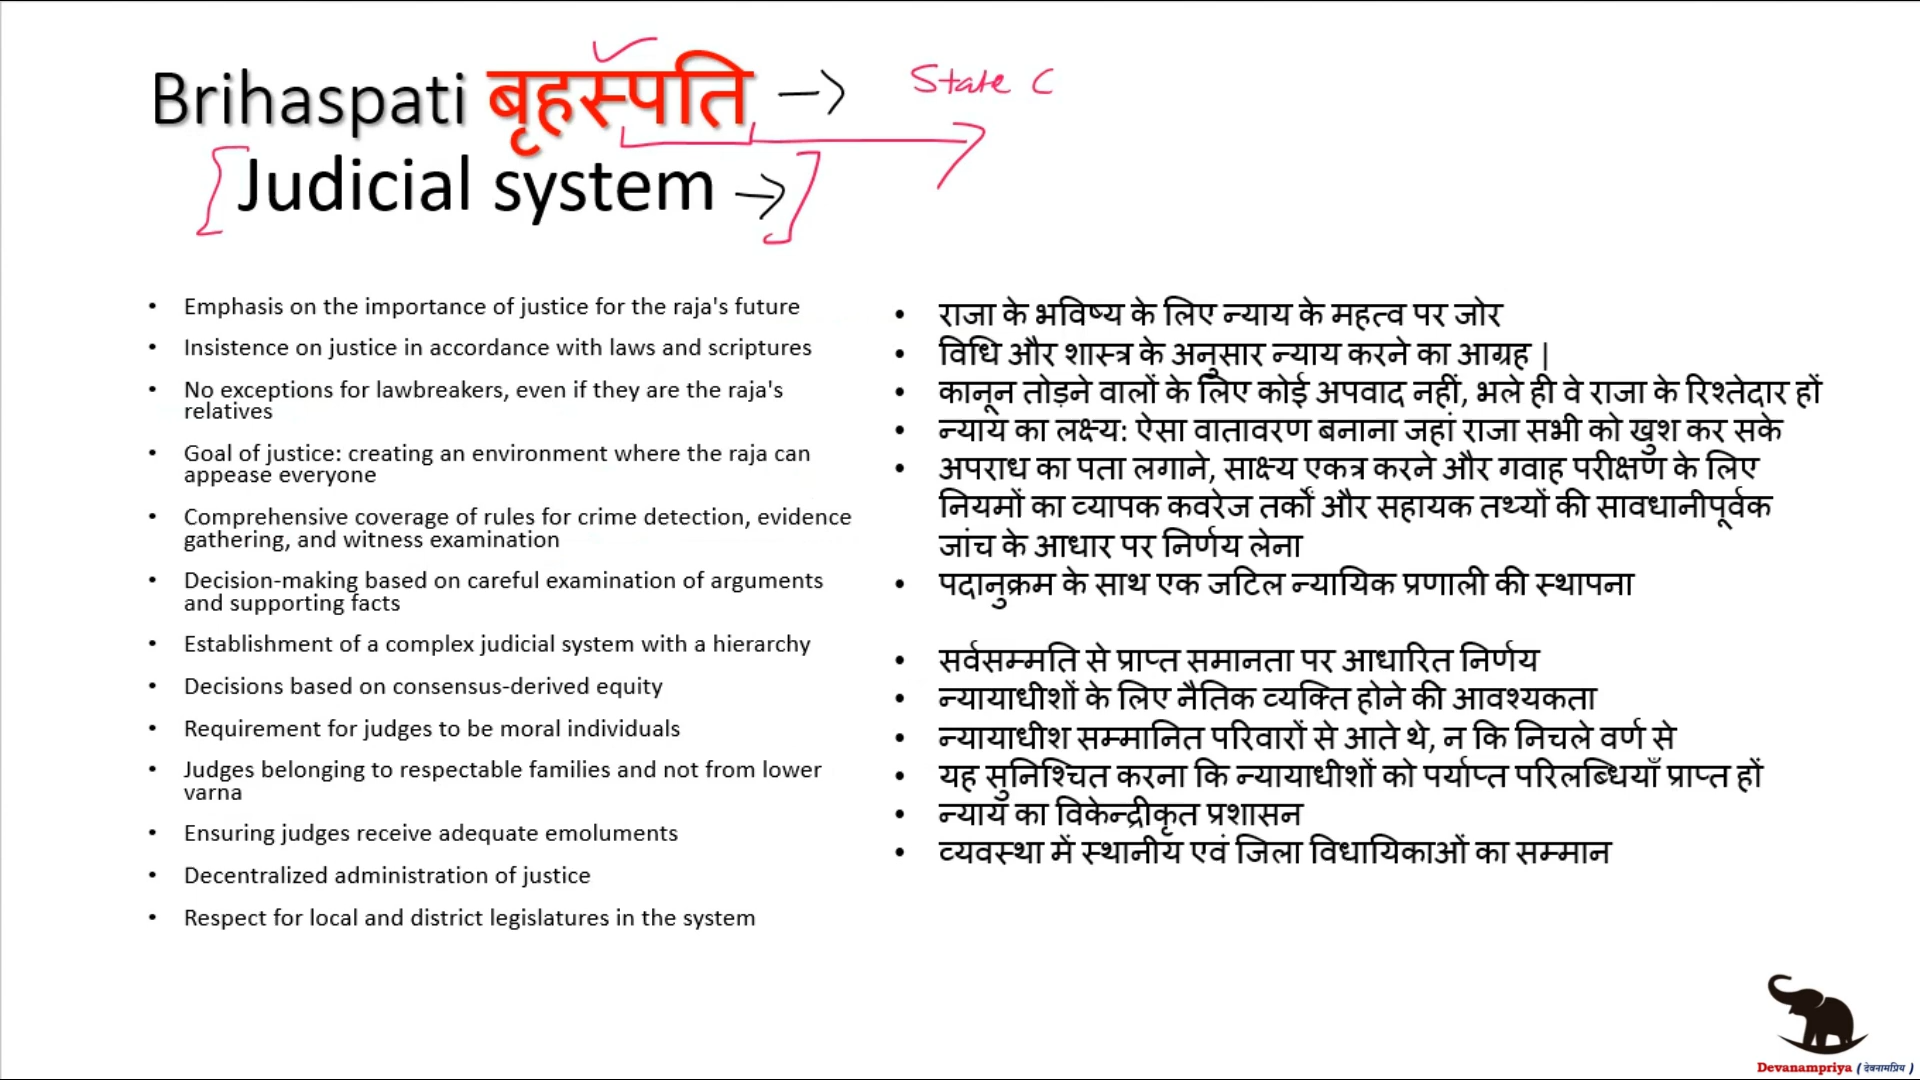 Brihaspati बृहस्पति → State C
Judicial system →
• Emphasis on the importance of justice for the raja's future
• Insistence on justice in accordance with laws and scriptures
• No exceptions for lawbreakers, even if they are the raja's
relatives
• Goal of justice: creating an environment where the raja can
appease everyone
• Comprehensive coverage of rules for crime detection, evidence
gathering, and witness examination
• Decision-making based on careful examination of arguments
and supporting facts
• Establishment of a complex judicial system with a hierarchy
• Decisions based on consensus-derived equity
• Requirement for judges to be moral individuals
• Judges belonging to respectable families and not from lower
varna
• Ensuring judges receive adequate emoluments
• Decentralized administration of justice
• Respect for local and district legislatures in the system
• राजा के भविष्य के लिए न्याय के महत्व पर जोर
• विधि और शास्त्र के अनुसार न्याय करने का आग्रह |
• कानून तोड़ने वालों के लिए कोई अपवाद नहीं, भले ही वे राजा के रिश्तेदार हों
• न्याय का लक्ष्य: ऐसा वातावरण बनाना जहां राजा सभी को खुश कर सके
• अपराध का पता लगाने, साक्ष्य एकत्र करने और गवाह परीक्षण के लिए
नियमों का व्यापक कवरेज तर्कों और सहायक तथ्यों की सावधानीपूर्वक
जांच के आधार पर निर्णय लेना
• पदानुक्रम के साथ एक जटिल न्यायिक प्रणाली की स्थापना
• सर्वसम्मति से प्राप्त समानता पर आधारित निर्णय
• न्यायाधीशों के लिए नैतिक व्यक्ति होने की आवश्यकता
• न्यायाधीश सम्मानित परिवारों से आते थे, न कि निचले वर्ण से
• यह सुनिश्चित करना कि न्यायाधीशों को पर्याप्त परिलब्धियाँ प्राप्त हों
• न्याय का विकेन्द्रीकृत प्रशासन
• व्यवस्था में स्थानीय एवं जिला विधायिकाओं का सम्मान
Devanampriya ( देवनामप्रिय )